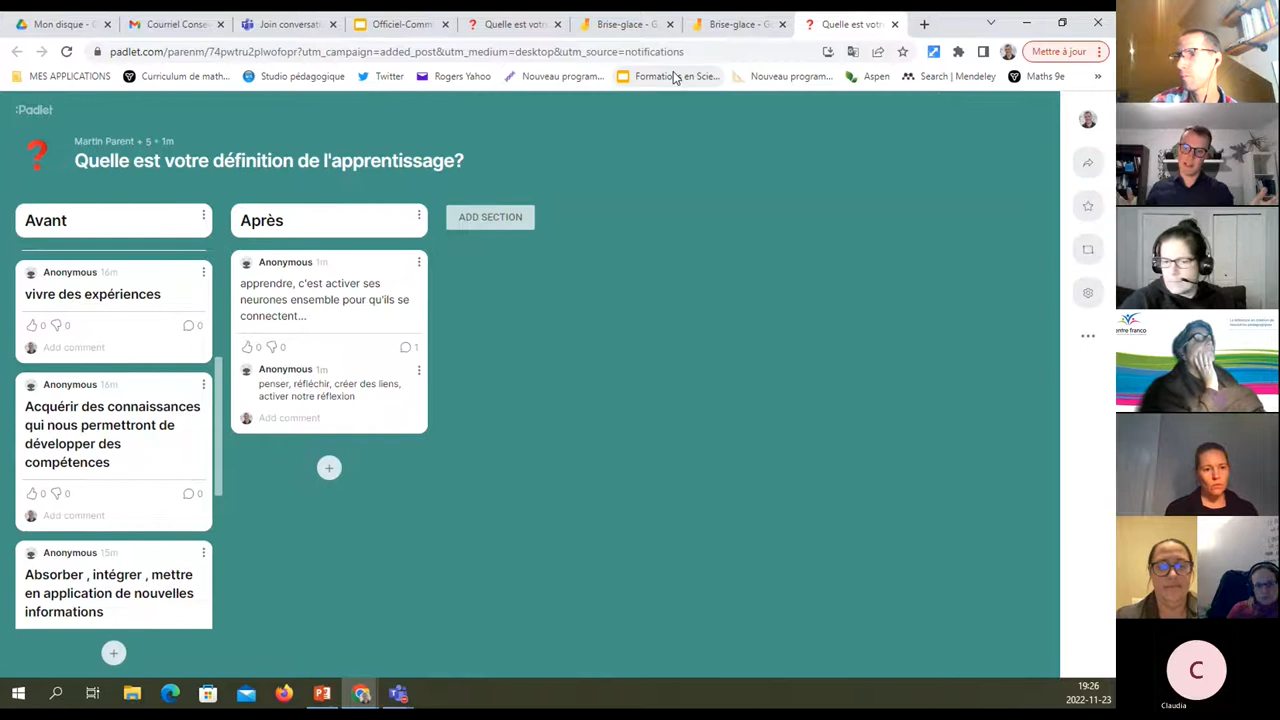 Mon disque - G
Courriel Conse
Join conversati
Officiel-Comm
Quelle est votr
Brise-glace - G
Brise-glace - Go
Quelle est votr
padlet.com/parenm/74pwtru2plwofopr?utm_campaign=added_post&utm_medium=desktop&utm_source=notifications
Mettre à jour
MES APPLICATIONS
Curriculum de math...
Studio pédagogique
Twitter
Rogers Yahoo
Nouveau program...
Formations en Scie...
Nouveau program...
Aspen
Search | Mendeley
Maths 9e
»
:Padlet
Martin Parent + 5 • 1m
Quelle est votre définition de l'apprentissage?
Avant
Anonymous 16m
vivre des expériences
0 0 0
Add comment
Anonymous 16m
Acquérir des connaissances
qui nous permettront de
développer des
compétences
0 0 0
Add comment
Anonymous 15m
Absorber , intégrer , mettre
en application de nouvelles
informations
Après
Anonymous 1m
apprendre, c'est activer ses
neurones ensemble pour qu'ils se
connectent...
0 0 1
Anonymous 1m
penser, réfléchir, créer des liens,
activer notre réflexion
Add comment
ADD SECTION
entre franco
C
Claudia
19:26
2022-11-23